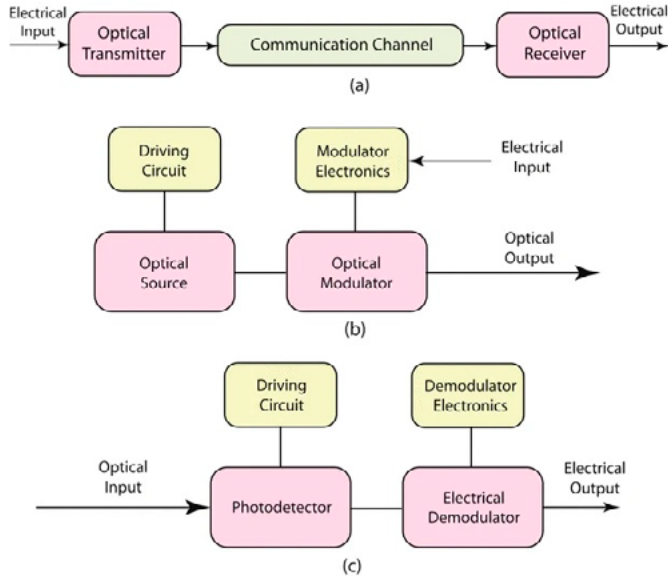 Electrical
Input
Optical
Transmitter
Communication Channel
Optical
Receiver
Electrical
Output
(a)
Driving
Circuit
Modulator
Electronics
Electrical
Input
Optical
Source
Optical
Modulator
Optical
Output
(b)
Driving
Circuit
Demodulator
Electronics
Optical
Input
Photodetector
Electrical
Demodulator
Electrical
Output
(c)